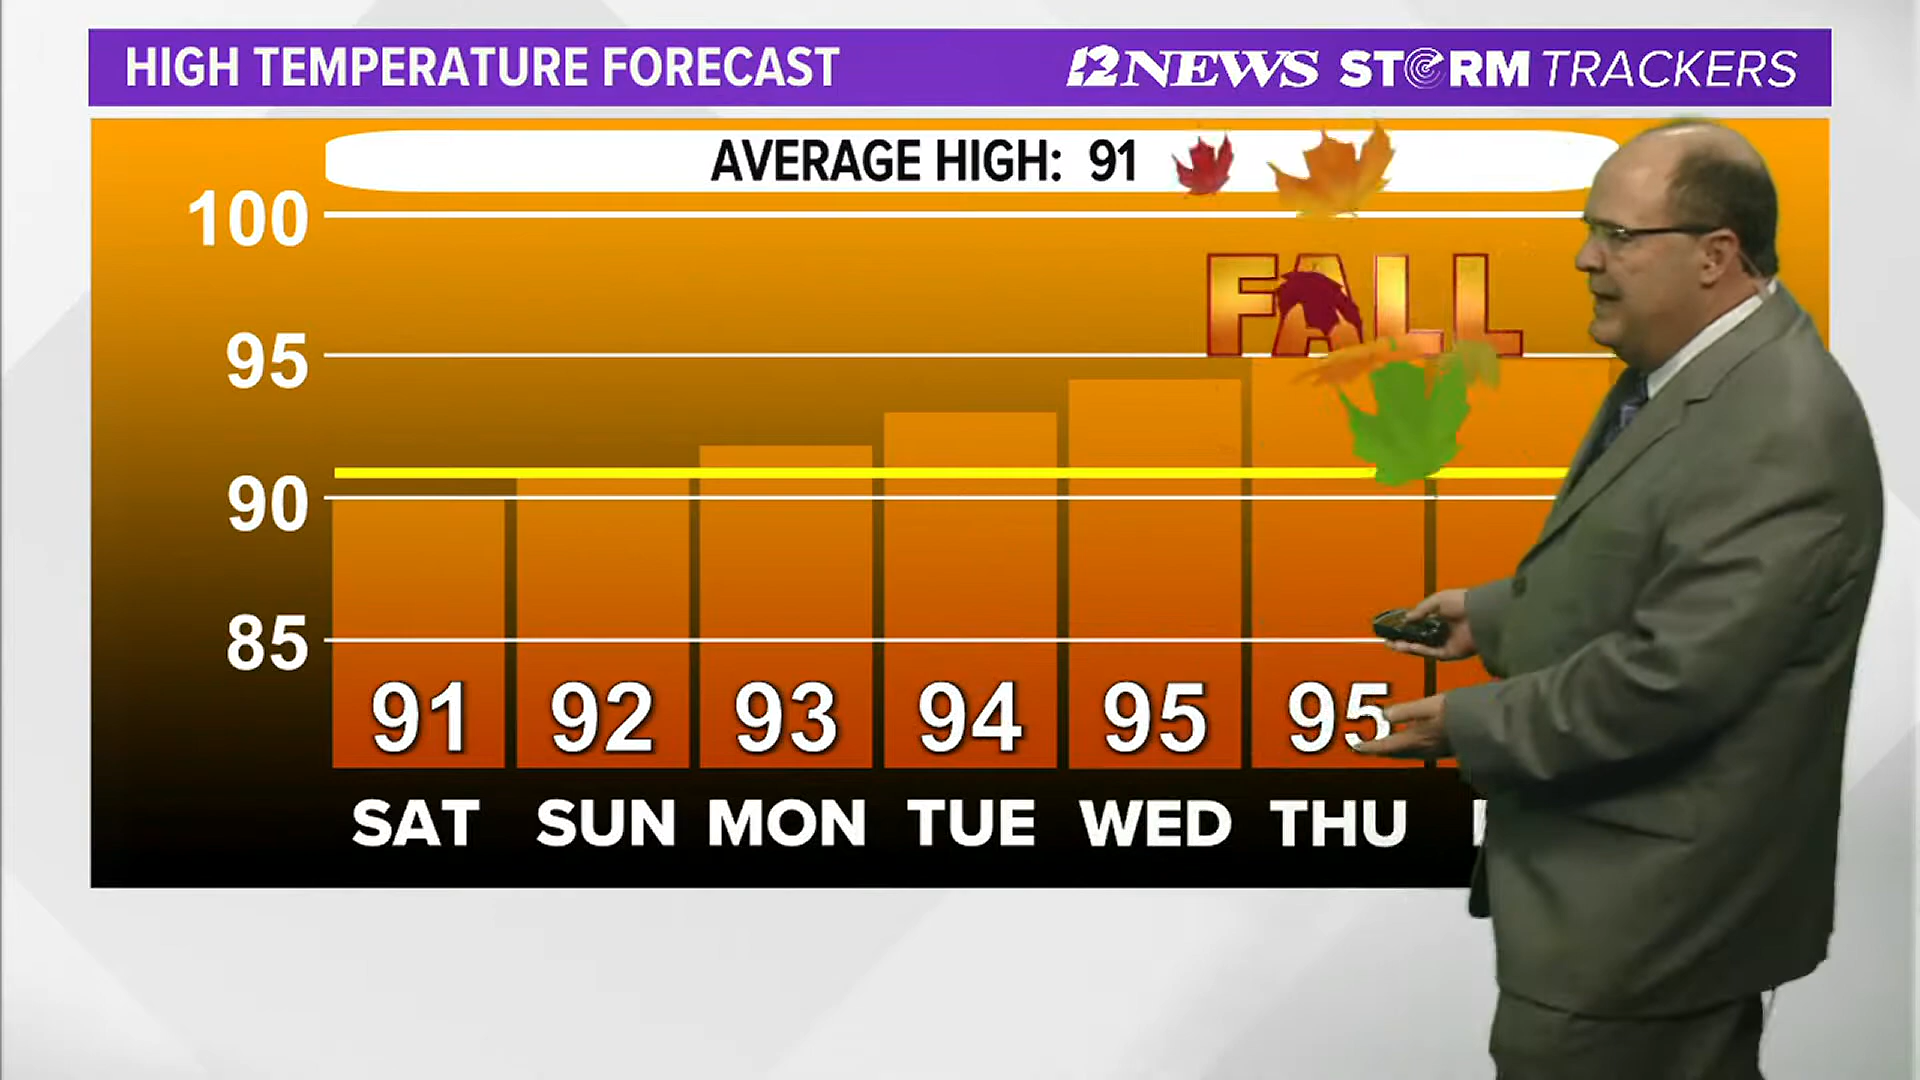 HIGH TEMPERATURE FORECAST
12NEWS STORM TRACKERS
AVERAGE HIGH: 91
100
FALL
95
90
85
91 92 93 94 95 95
SAT SUN MON TUE WED THU